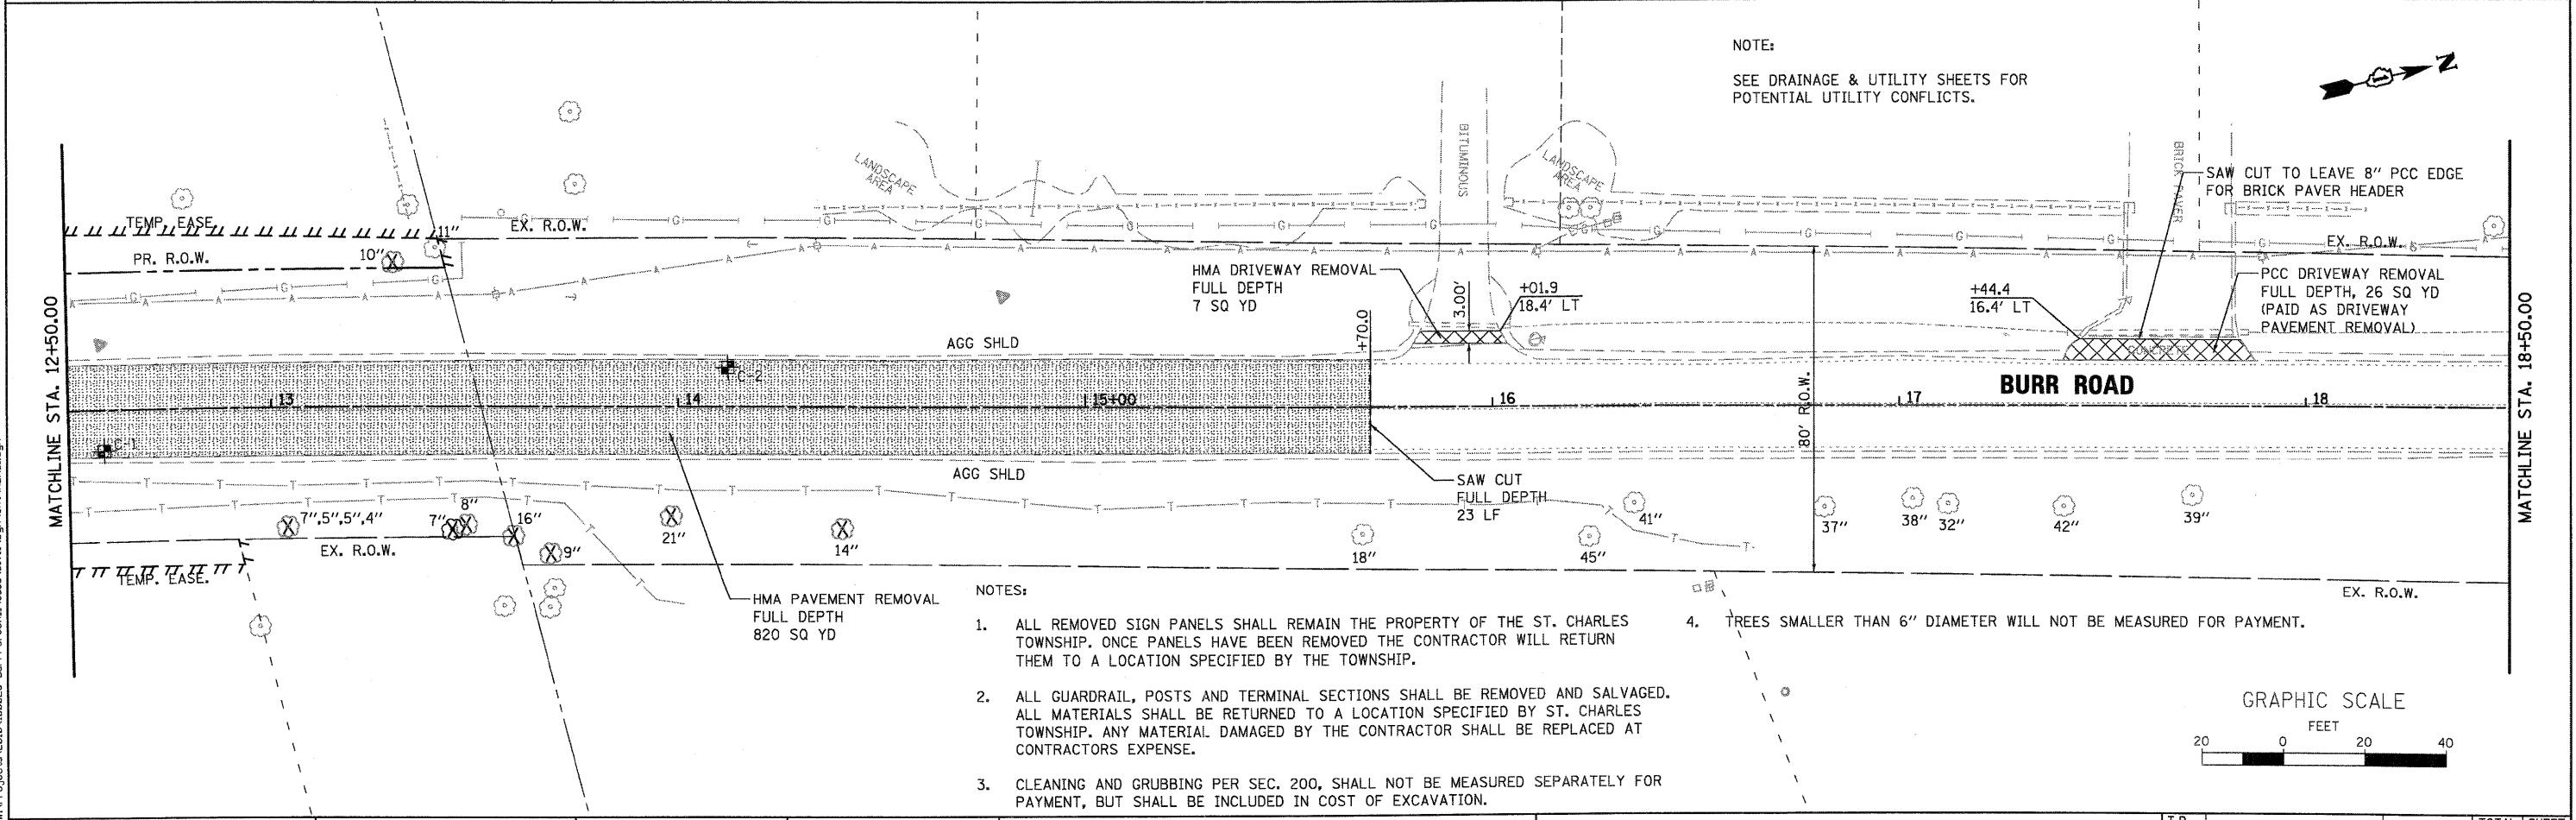 NOTE:
SEE DRAINAGE & UTILITY SHEETS FOR
POTENTIAL UTILITY CONFLICTS.
N
BITUMINOUS
BRICK PAVER
LANDSCAPE
AREA
LANDSCAPE
AREA
SAW CUT TO LEAVE 8" PCC EDGE
FOR BRICK PAVER HEADER
TEMP. EASE.
11"
EX. R.O.W.
EX. R.O.W.
PR. R.O.W.
10"
HMA DRIVEWAY REMOVAL
FULL DEPTH
7 SQ YD
3.00'
+01.9
18.4' LT
+44.4
16.4' LT
PCC DRIVEWAY REMOVAL
FULL DEPTH, 26 SQ YD
(PAID AS DRIVEWAY
PAVEMENT REMOVAL)
MATCHLINE STA. 12+50.00
MATCHLINE STA. 18+50.00
+70.0
AGG SHLD
CONCRETE
C-2
BURR ROAD
13
14
15+00
16
17
18
80' R.O.W.
C-1
AGG SHLD
SAW CUT
FULL DEPTH
23 LF
7",5",5",4"
7"
8"
16"
9"
21"
14"
18"
45"
41"
37"
38"
32"
42"
39"
EX. R.O.W.
TEMP. EASE.
EX. R.O.W.
HMA PAVEMENT REMOVAL
FULL DEPTH
820 SQ YD
NOTES:
1. ALL REMOVED SIGN PANELS SHALL REMAIN THE PROPERTY OF THE ST. CHARLES
TOWNSHIP. ONCE PANELS HAVE BEEN REMOVED THE CONTRACTOR WILL RETURN
THEM TO A LOCATION SPECIFIED BY THE TOWNSHIP.
2. ALL GUARDRAIL, POSTS AND TERMINAL SECTIONS SHALL BE REMOVED AND SALVAGED.
ALL MATERIALS SHALL BE RETURNED TO A LOCATION SPECIFIED BY ST. CHARLES
TOWNSHIP. ANY MATERIAL DAMAGED BY THE CONTRACTOR SHALL BE REPLACED AT
CONTRACTORS EXPENSE.
3. CLEANING AND GRUBBING PER SEC. 200, SHALL NOT BE MEASURED SEPARATELY FOR
PAYMENT, BUT SHALL BE INCLUDED IN COST OF EXCAVATION.
4. TREES SMALLER THAN 6" DIAMETER WILL NOT BE MEASURED FOR PAYMENT.
GRAPHIC SCALE
FEET
20 0 20 40